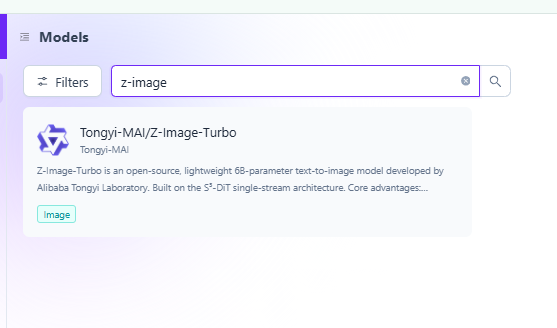 Models
Filters
z-image
Tongyi-MAI/Z-Image-Turbo
Tongyi-MAI
Z-Image-Turbo is an open-source, lightweight 6B-parameter text-to-image model developed by
Alibaba Tongyi Laboratory. Built on the S³-DiT single-stream architecture. Core advantages:...
Image